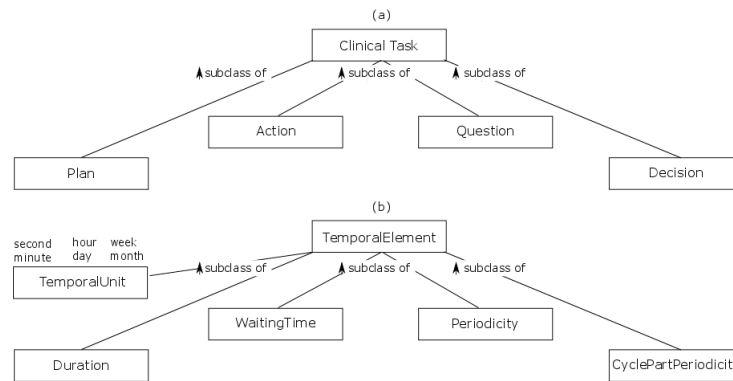 (a)
Clinical Task
subclass of subclass of subclass of
Action Question
Plan Decision
(b)
TemporalElement
second hour week
minute day month
subclass of subclass of subclass of
TemporalUnit
WaitingTime Periodicity
Duration CyclePartPeriodicit